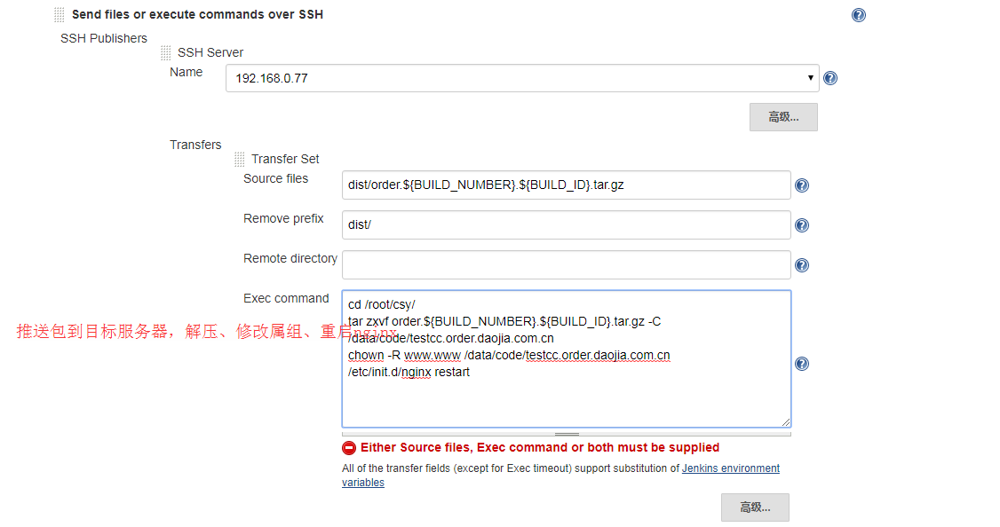 Send files or execute commands over SSH
SSH Publishers
SSH Server
Name
192.168.0.77
高级...
Transfers
Transfer Set
Source files
dist/order.${BUILD_NUMBER}.${BUILD_ID}.tar.gz
Remove prefix
dist/
Remote directory
Exec command
cd /root/csy/
tar zxvf order.${BUILD_NUMBER}.${BUILD_ID}.tar.gz -C
/data/code/testcc.order.daojia.com.cn
chown -R www.www /data/code/testcc.order.daojia.com.cn
/etc/init.d/nginx restart
推送包到目标服务器，解压、修改属组、重启nginx
Either Source files, Exec command or both must be supplied
All of the transfer fields (except for Exec timeout) support substitution of Jenkins environment
variables
高级...